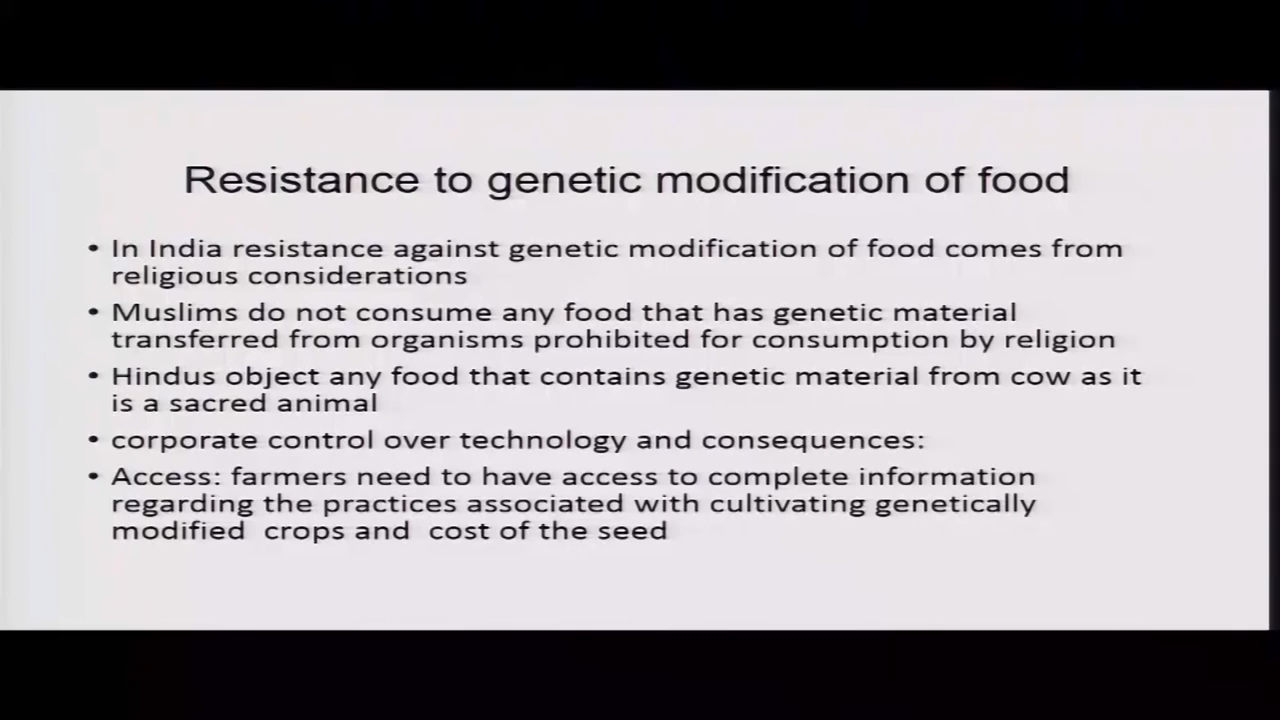 Resistance to genetic modification of food
• In India resistance against genetic modification of food comes from
religious considerations
• Muslims do not consume any food that has genetic material
transferred from organisms prohibited for consumption by religion
• Hindus object any food that contains genetic material from cow as it
is a sacred animal
• corporate control over technology and consequences:
• Access: farmers need to have access to complete information
regarding the practices associated with cultivating genetically
modified  crops and  cost of the seed